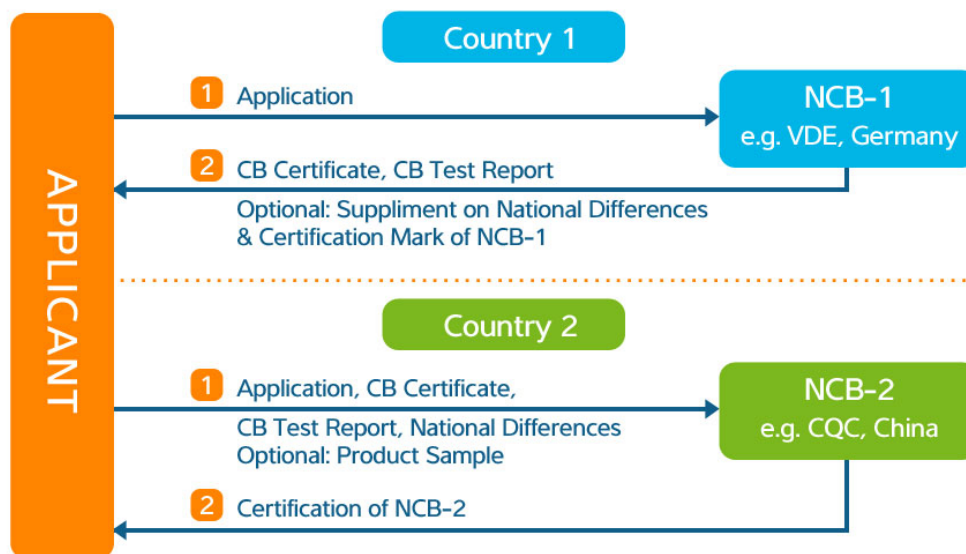 APPLICANT
Country 1
1 Application
NCB-1
e.g. VDE, Germany
2 CB Certificate, CB Test Report
Optional: Suppliment on National Differences
& Certification Mark of NCB-1
Country 2
1 Application, CB Certificate,
CB Test Report, National Differences
Optional: Product Sample
NCB-2
e.g. CQC, China
2 Certification of NCB-2